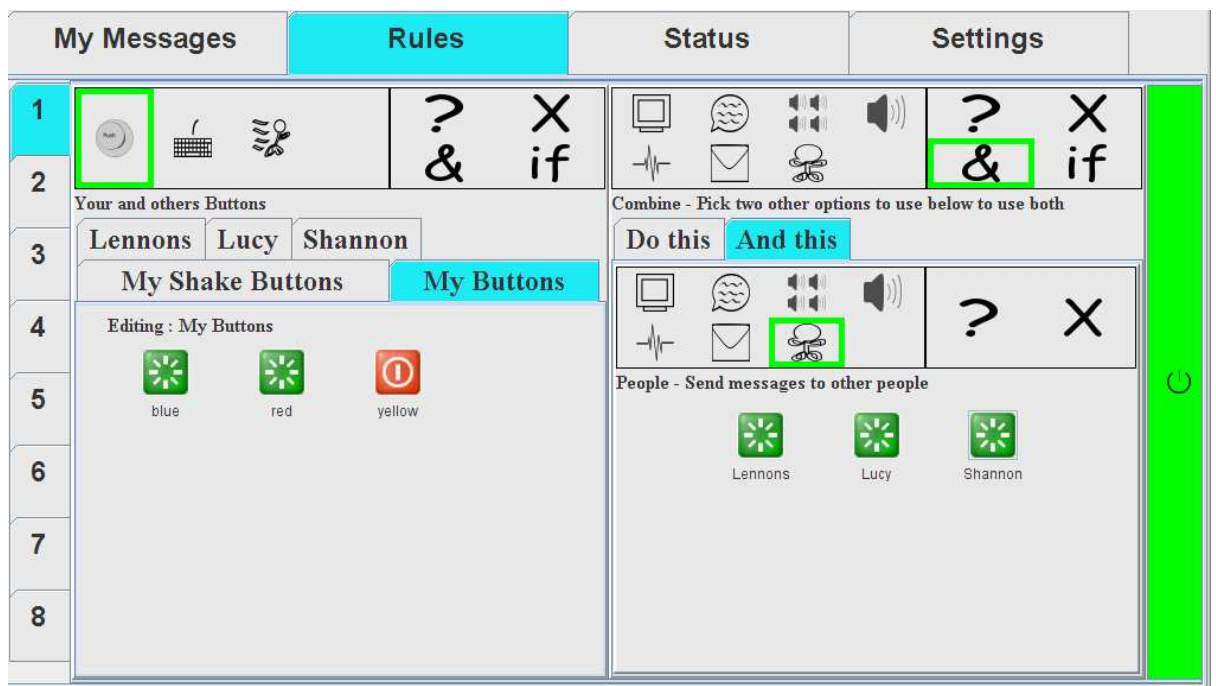 My Messages
Rules
Status
Settings
1
2
3
4
5
6
7
8
Push
? X
& if
Your and others Buttons
Lennons Lucy Shannon
My Shake Buttons My Buttons
Editing : My Buttons
blue red yellow
? X
& if
Combine - Pick two other options to use below to use both
Do this And this
? X
People - Send messages to other people
Lennons Lucy Shannon